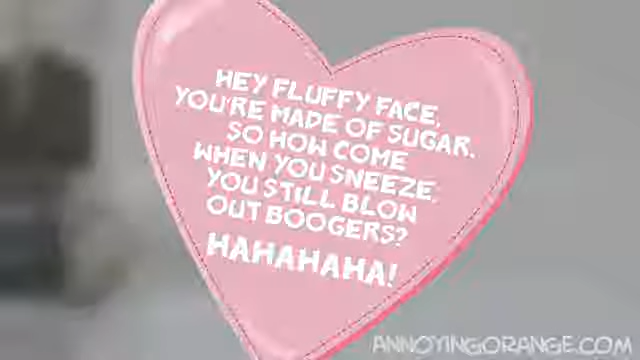 HEY FLUFFY FACE,
YOU'RE MADE OF SUGAR.
SO HOW COME
WHEN YOU SNEEZE,
YOU STILL BLOW
OUT BOOGERS?
HAHAHAHA!
ANNOYINGORANGE.COM